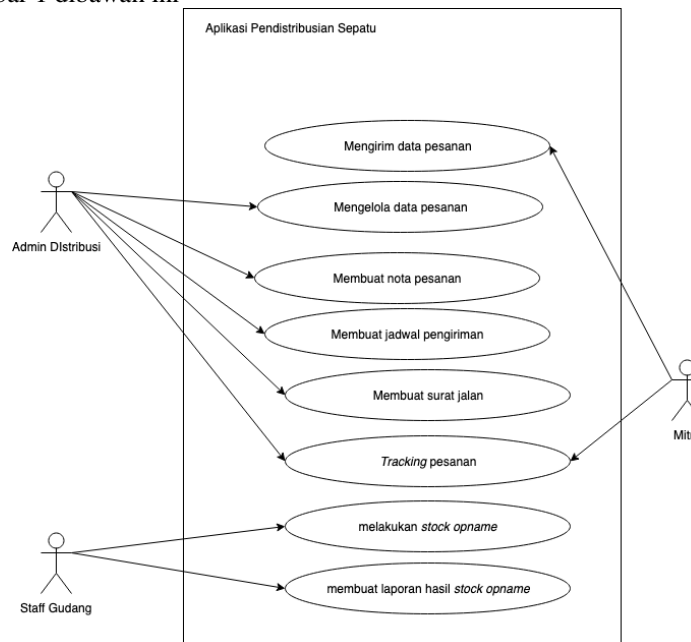 Aplikasi Pendistribusian Sepatu
Mengirim data pesanan
Mengelola data pesanan
Admin DIstribusi
Membuat nota pesanan
Membuat jadwal pengiriman
Membuat surat jalan
Tracking pesanan
melakukan stock opname
membuat laporan hasil stock opname
Staff Gudang